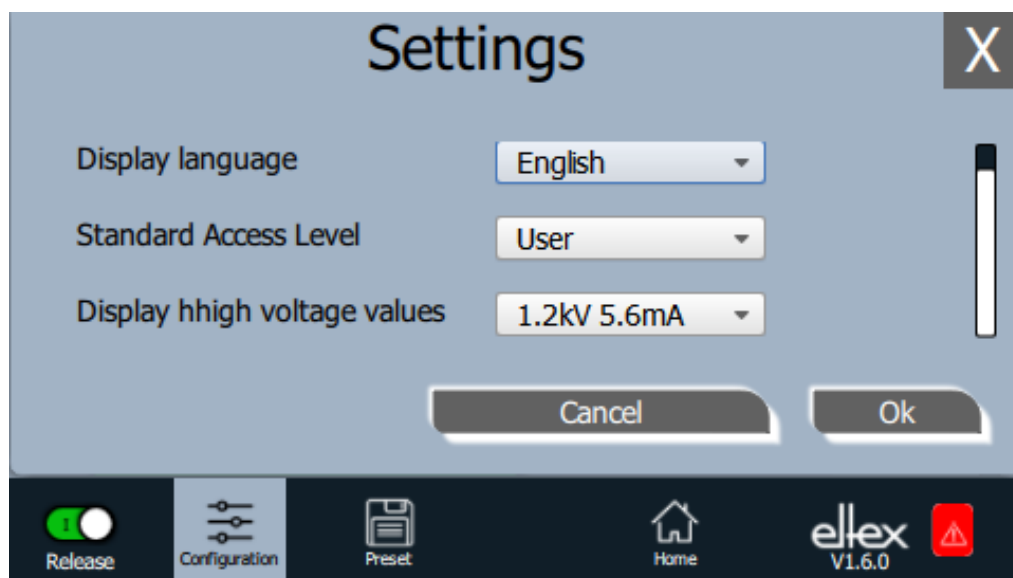 Settings
X
Display language
English
Standard Access Level
User
Display hhigh voltage values
1.2kV 5.6mA
Cancel
Ok
I
Release
Configuration
Preset
Home
eltex
V1.6.0